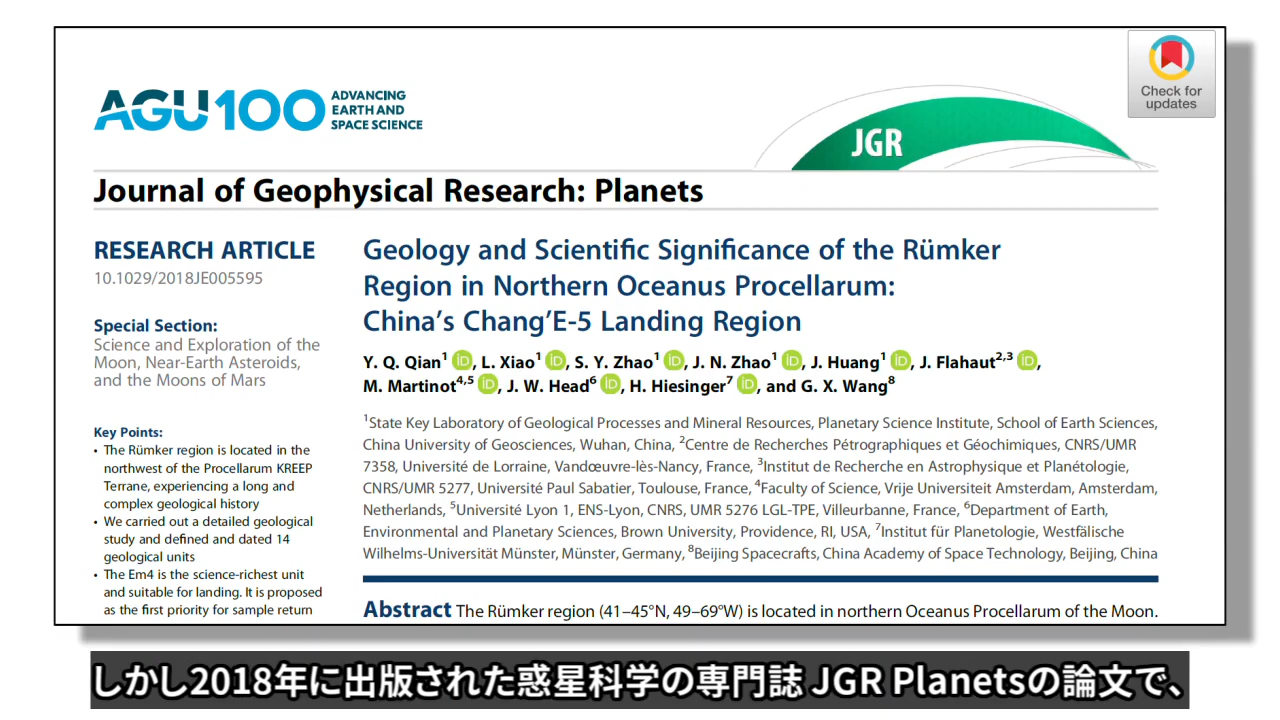 AGU100 ADVANCING
EARTH AND
SPACE SCIENCE
JGR
Check for
updates
Journal of Geophysical Research: Planets
RESEARCH ARTICLE
10.1029/2018JE005595
Special Section:
Science and Exploration of the
Moon, Near-Earth Asteroids,
and the Moons of Mars
Key Points:
• The Rümker region is located in the
northwest of the Procellarum KREEP
Terrane, experiencing a long and
complex geological history
• We carried out a detailed geological
study and defined and dated 14
geological units
• The Em4 is the science-richest unit
and suitable for landing. It is proposed
as the first priority for sample return
Geology and Scientific Significance of the Rümker
Region in Northern Oceanus Procellarum:
China's Chang'E-5 Landing Region
Y. Q. Qian1 iD, L. Xiao1 iD, S. Y. Zhao1 iD, J. N. Zhao1 iD, J. Huang1 iD, J. Flahaut2,3 iD,
M. Martinot4,5 iD, J. W. Head6 iD, H. Hiesinger7 iD, and G. X. Wang8
1State Key Laboratory of Geological Processes and Mineral Resources, Planetary Science Institute, School of Earth Sciences,
China University of Geosciences, Wuhan, China, 2Centre de Recherches Pétrographiques et Géochimiques, CNRS/UMR
7358, Université de Lorraine, Vandœuvre-lès-Nancy, France, 3Institut de Recherche en Astrophysique et Planétologie,
CNRS/UMR 5277, Université Paul Sabatier, Toulouse, France, 4Faculty of Science, Vrije Universiteit Amsterdam, Amsterdam,
Netherlands, 5Université Lyon 1, ENS-Lyon, CNRS, UMR 5276 LGL-TPE, Villeurbanne, France, 6Department of Earth,
Environmental and Planetary Sciences, Brown University, Providence, RI, USA, 7Institut für Planetologie, Westfälische
Wilhelms-Universität Münster, Münster, Germany, 8Beijing Spacecrafts, China Academy of Space Technology, Beijing, China
Abstract The Rümker region (41–45°N, 49–69°W) is located in northern Oceanus Procellarum of the Moon.
しかし2018年に出版された惑星科学の専門誌 JGR Planetsの論文で、